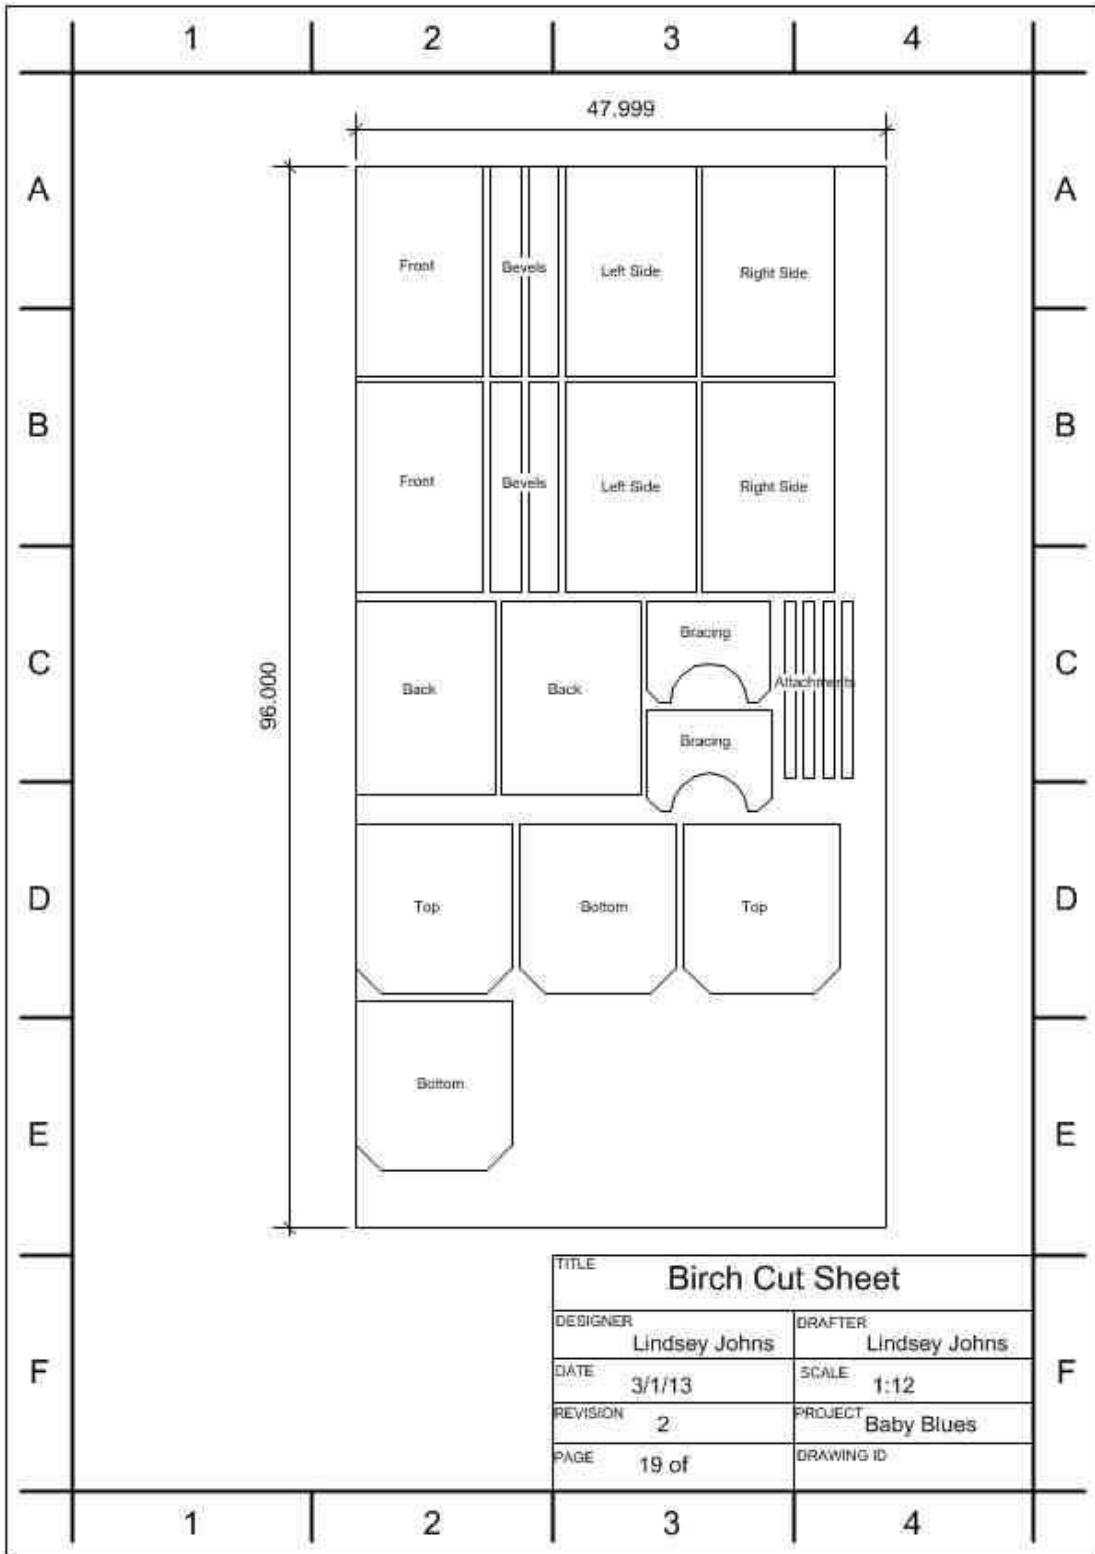 1 2 3 4
47.999
A A
Front Bevels Left Side Right Side
B B
Front Bevels Left Side Right Side
Bracing
C C
96.000
Back Back Attachments
Bracing
D D
Top Bottom Top
Bottom
E E
TITLE
Birch Cut Sheet
DESIGNER DRAFTER
Lindsey Johns Lindsey Johns
F F
DATE 3/1/13 SCALE 1:12
REVISION 2 PROJECT Baby Blues
PAGE 19 of DRAWING ID
1 2 3 4